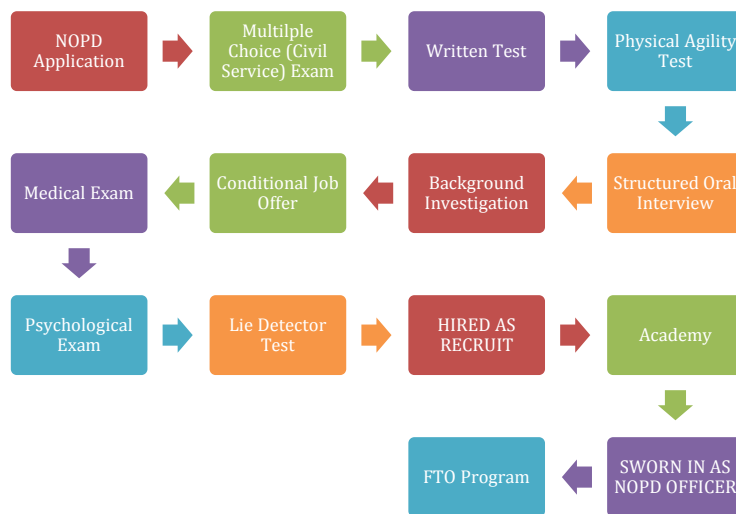 NOPD
Application
Multilple
Choice (Civil
Service) Exam
Written Test
Physical Agility
Test
Structured Oral
Interview
Background
Investigation
Conditional Job
Offer
Medical Exam
Psychological
Exam
Lie Detector
Test
HIRED AS
RECRUIT
Academy
SWORN IN AS
NOPD OFFICER
FTO Program